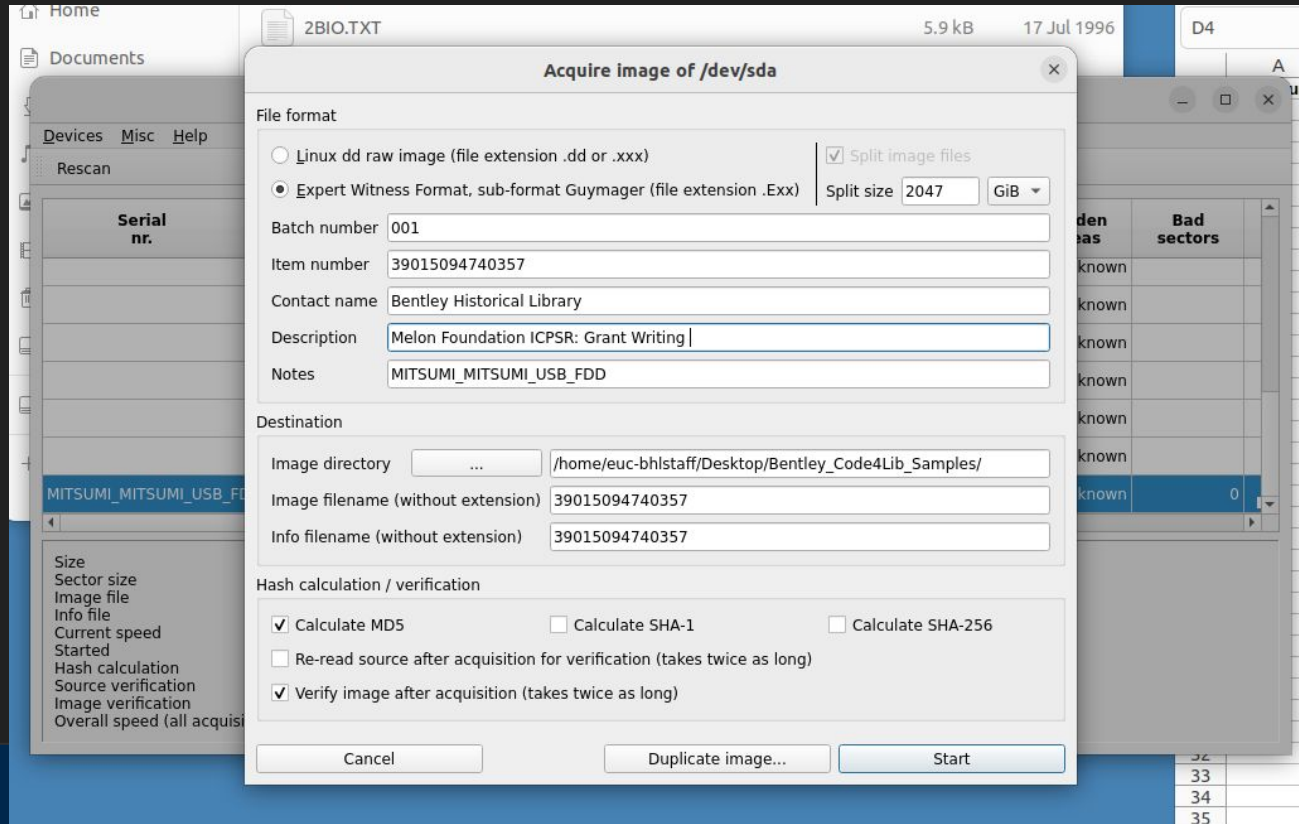 Home
2BIO.TXT 5.9 kB 17 Jul 1996
D4
Documents
Acquire image of /dev/sda
A
File format
Devices Misc Help
Linux dd raw image (file extension .dd or .xxx)
Split image files
Rescan
Expert Witness Format, sub-format Guymager (file extension .Exx)
Split size 2047 GiB
Serial nr.
Bad sectors
Batch number 001
Item number 39015094740357
Contact name Bentley Historical Library
Description Melon Foundation ICPSR: Grant Writing
Notes MITSUMI_MITSUMI_USB_FDD
known
known
known
known
known
known
Destination
Image directory ... /home/euc-bhlstaff/Desktop/Bentley_Code4Lib_Samples/
MITSUMI_MITSUMI_USB_FD
known 0
Image filename (without extension) 39015094740357
Info filename (without extension) 39015094740357
Size
Sector size
Image file
Info file
Current speed
Started
Hash calculation
Source verification
Image verification
Overall speed (all acquisi
Hash calculation / verification
Calculate MD5 Calculate SHA-1 Calculate SHA-256
Re-read source after acquisition for verification (takes twice as long)
Verify image after acquisition (takes twice as long)
Cancel Duplicate image... Start
33
34
35